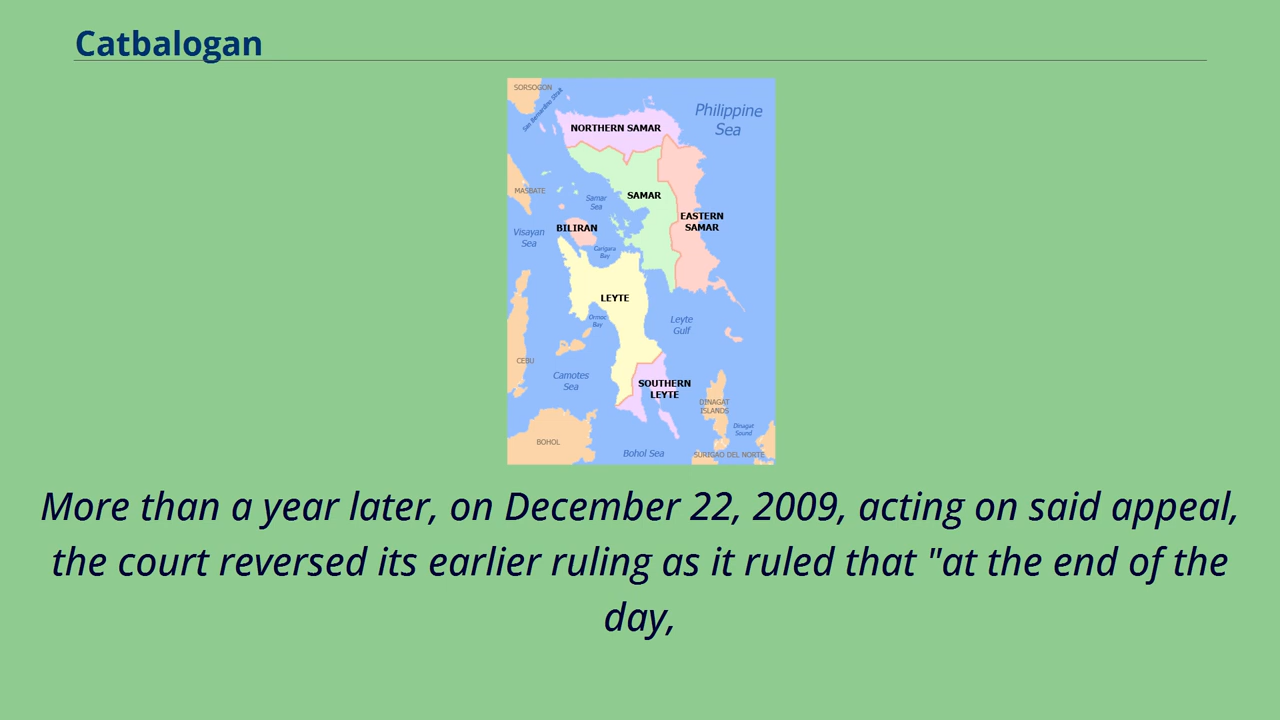 Catbalogan
SORSOGON
San Bernardino Strait
Philippine
Sea
NORTHERN SAMAR
MASBATE
SAMAR
Samar
Sea
EASTERN
SAMAR
BILIRAN
Visayan
Sea
Carigara
Bay
LEYTE
Leyte
Gulf
Ormoc
Bay
CEBU
Camotes
Sea
SOUTHERN
LEYTE
DINAGAT
ISLANDS
Dinagat
Sound
BOHOL
Bohol Sea
SURIGAO DEL NORTE
More than a year later, on December 22, 2009, acting on said appeal,
the court reversed its earlier ruling as it ruled that "at the end of the
day,